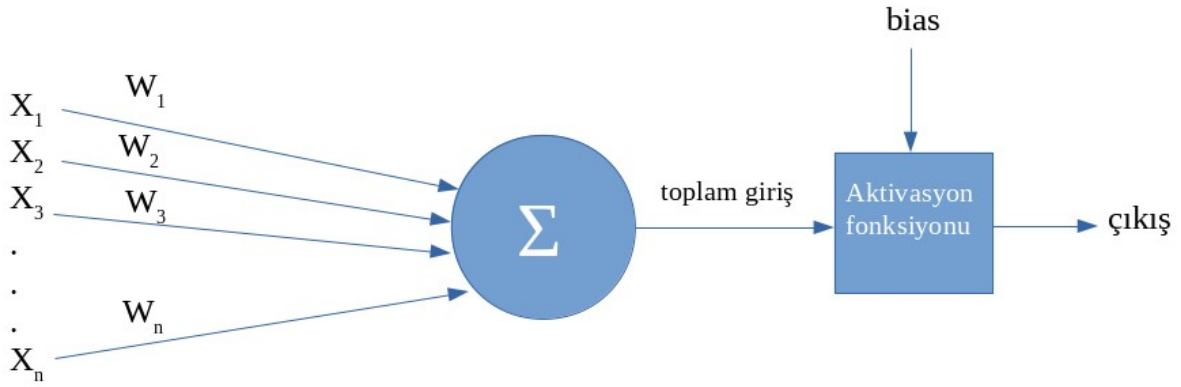 bias
W1
X1
W2
X2
W3
X3
toplam giriş
Aktivasyon
fonksiyonu
Σ
çıkış
.
.
.
Wn
Xn